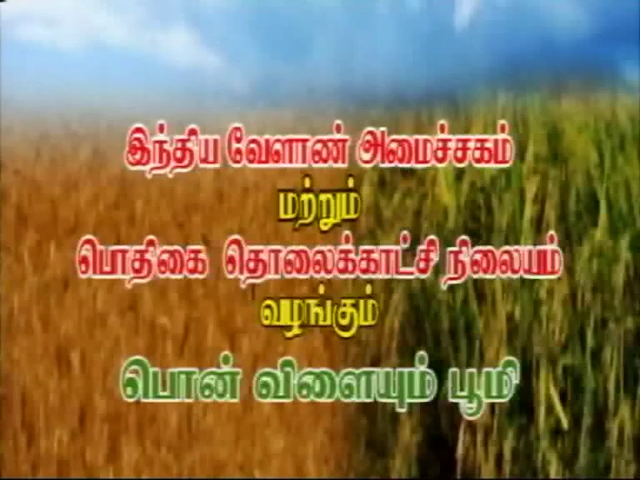 இந்திய வேளாண் அமைச்சகம்
மற்றும்
பொதிகை தொலைக்காட்சி நிலையம்
வழங்கும்
பொன் விளையும் பூமி